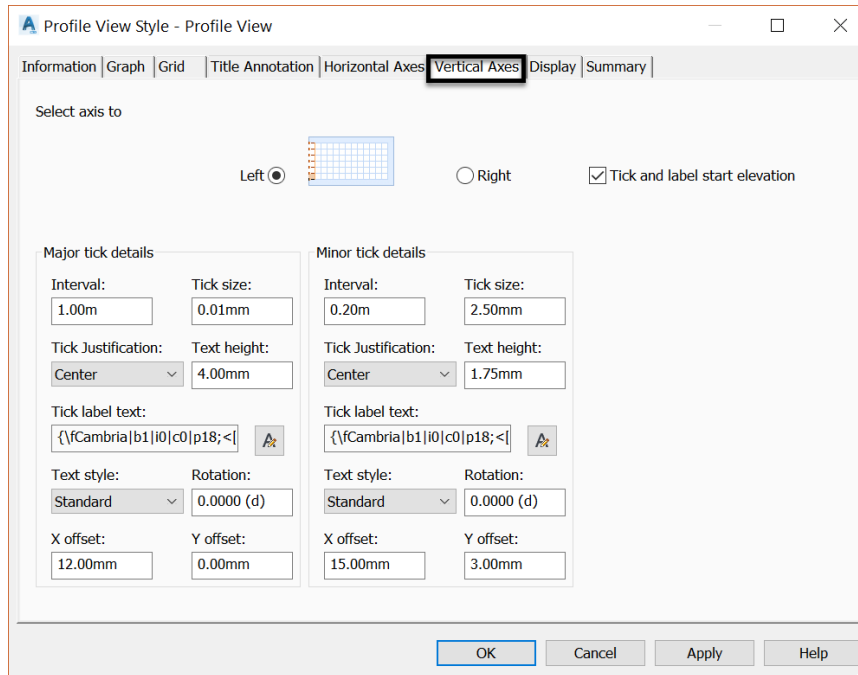 Profile View Style - Profile View
Information Graph Grid Title Annotation Horizontal Axes Vertical Axes Display Summary
Select axis to
Left Right Tick and label start elevation
Major tick details
Interval: Tick size:
1.00m 0.01mm
Tick Justification: Text height:
Center 4.00mm
Tick label text:
{\fCambria|b1|i0|c0|p18;<[
Text style: Rotation:
Standard 0.0000 (d)
X offset: Y offset:
12.00mm 0.00mm
Minor tick details
Interval: Tick size:
0.20m 2.50mm
Tick Justification: Text height:
Center 1.75mm
Tick label text:
{\fCambria|b1|i0|c0|p18;<[
Text style: Rotation:
Standard 0.0000 (d)
X offset: Y offset:
15.00mm 3.00mm
OK Cancel Apply Help